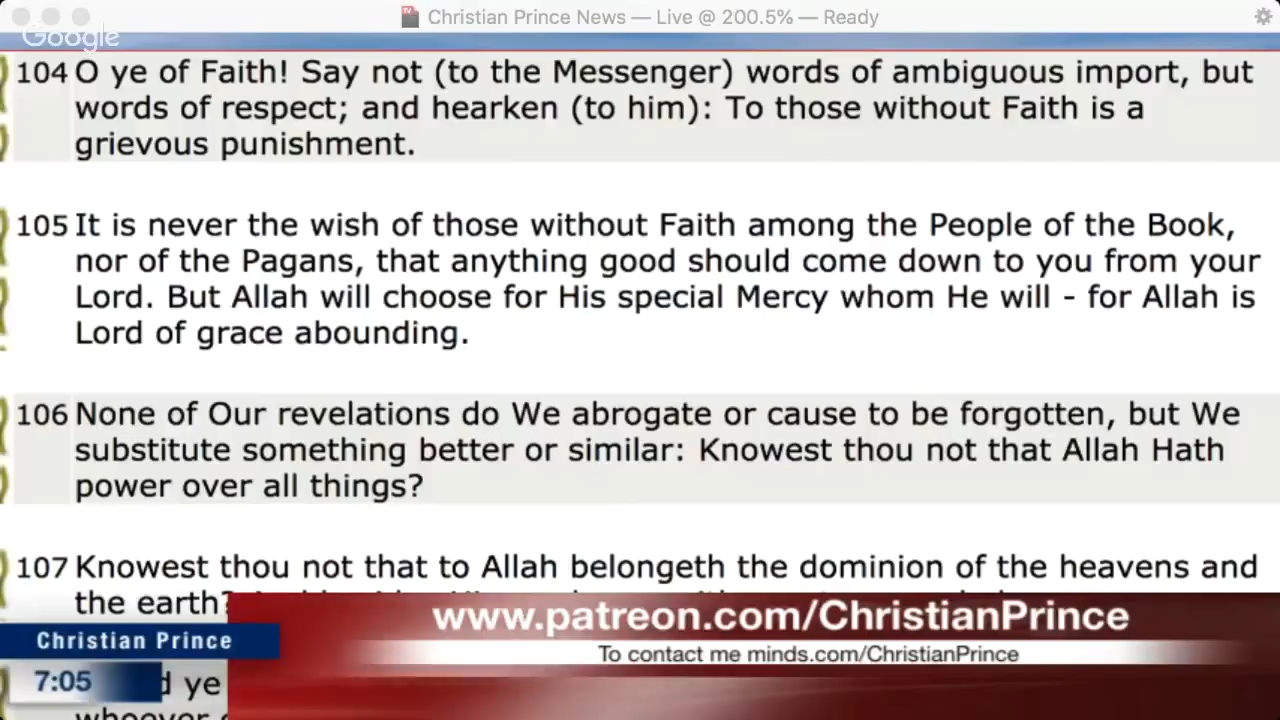 Christian Prince News — Live @ 200.5% — Ready
Google
104 O ye of Faith! Say not (to the Messenger) words of ambiguous import, but
words of respect; and hearken (to him): To those without Faith is a
grievous punishment.
105 It is never the wish of those without Faith among the People of the Book,
nor of the Pagans, that anything good should come down to you from your
Lord. But Allah will choose for His special Mercy whom He will - for Allah is
Lord of grace abounding.
106 None of Our revelations do We abrogate or cause to be forgotten, but We
substitute something better or similar: Knowest thou not that Allah Hath
power over all things?
107 Knowest thou not that to Allah belongeth the dominion of the heavens and
the earth?
www.patreon.com/ChristianPrince
Christian Prince
To contact me minds.com/ChristianPrince
7:05
ye
whoever